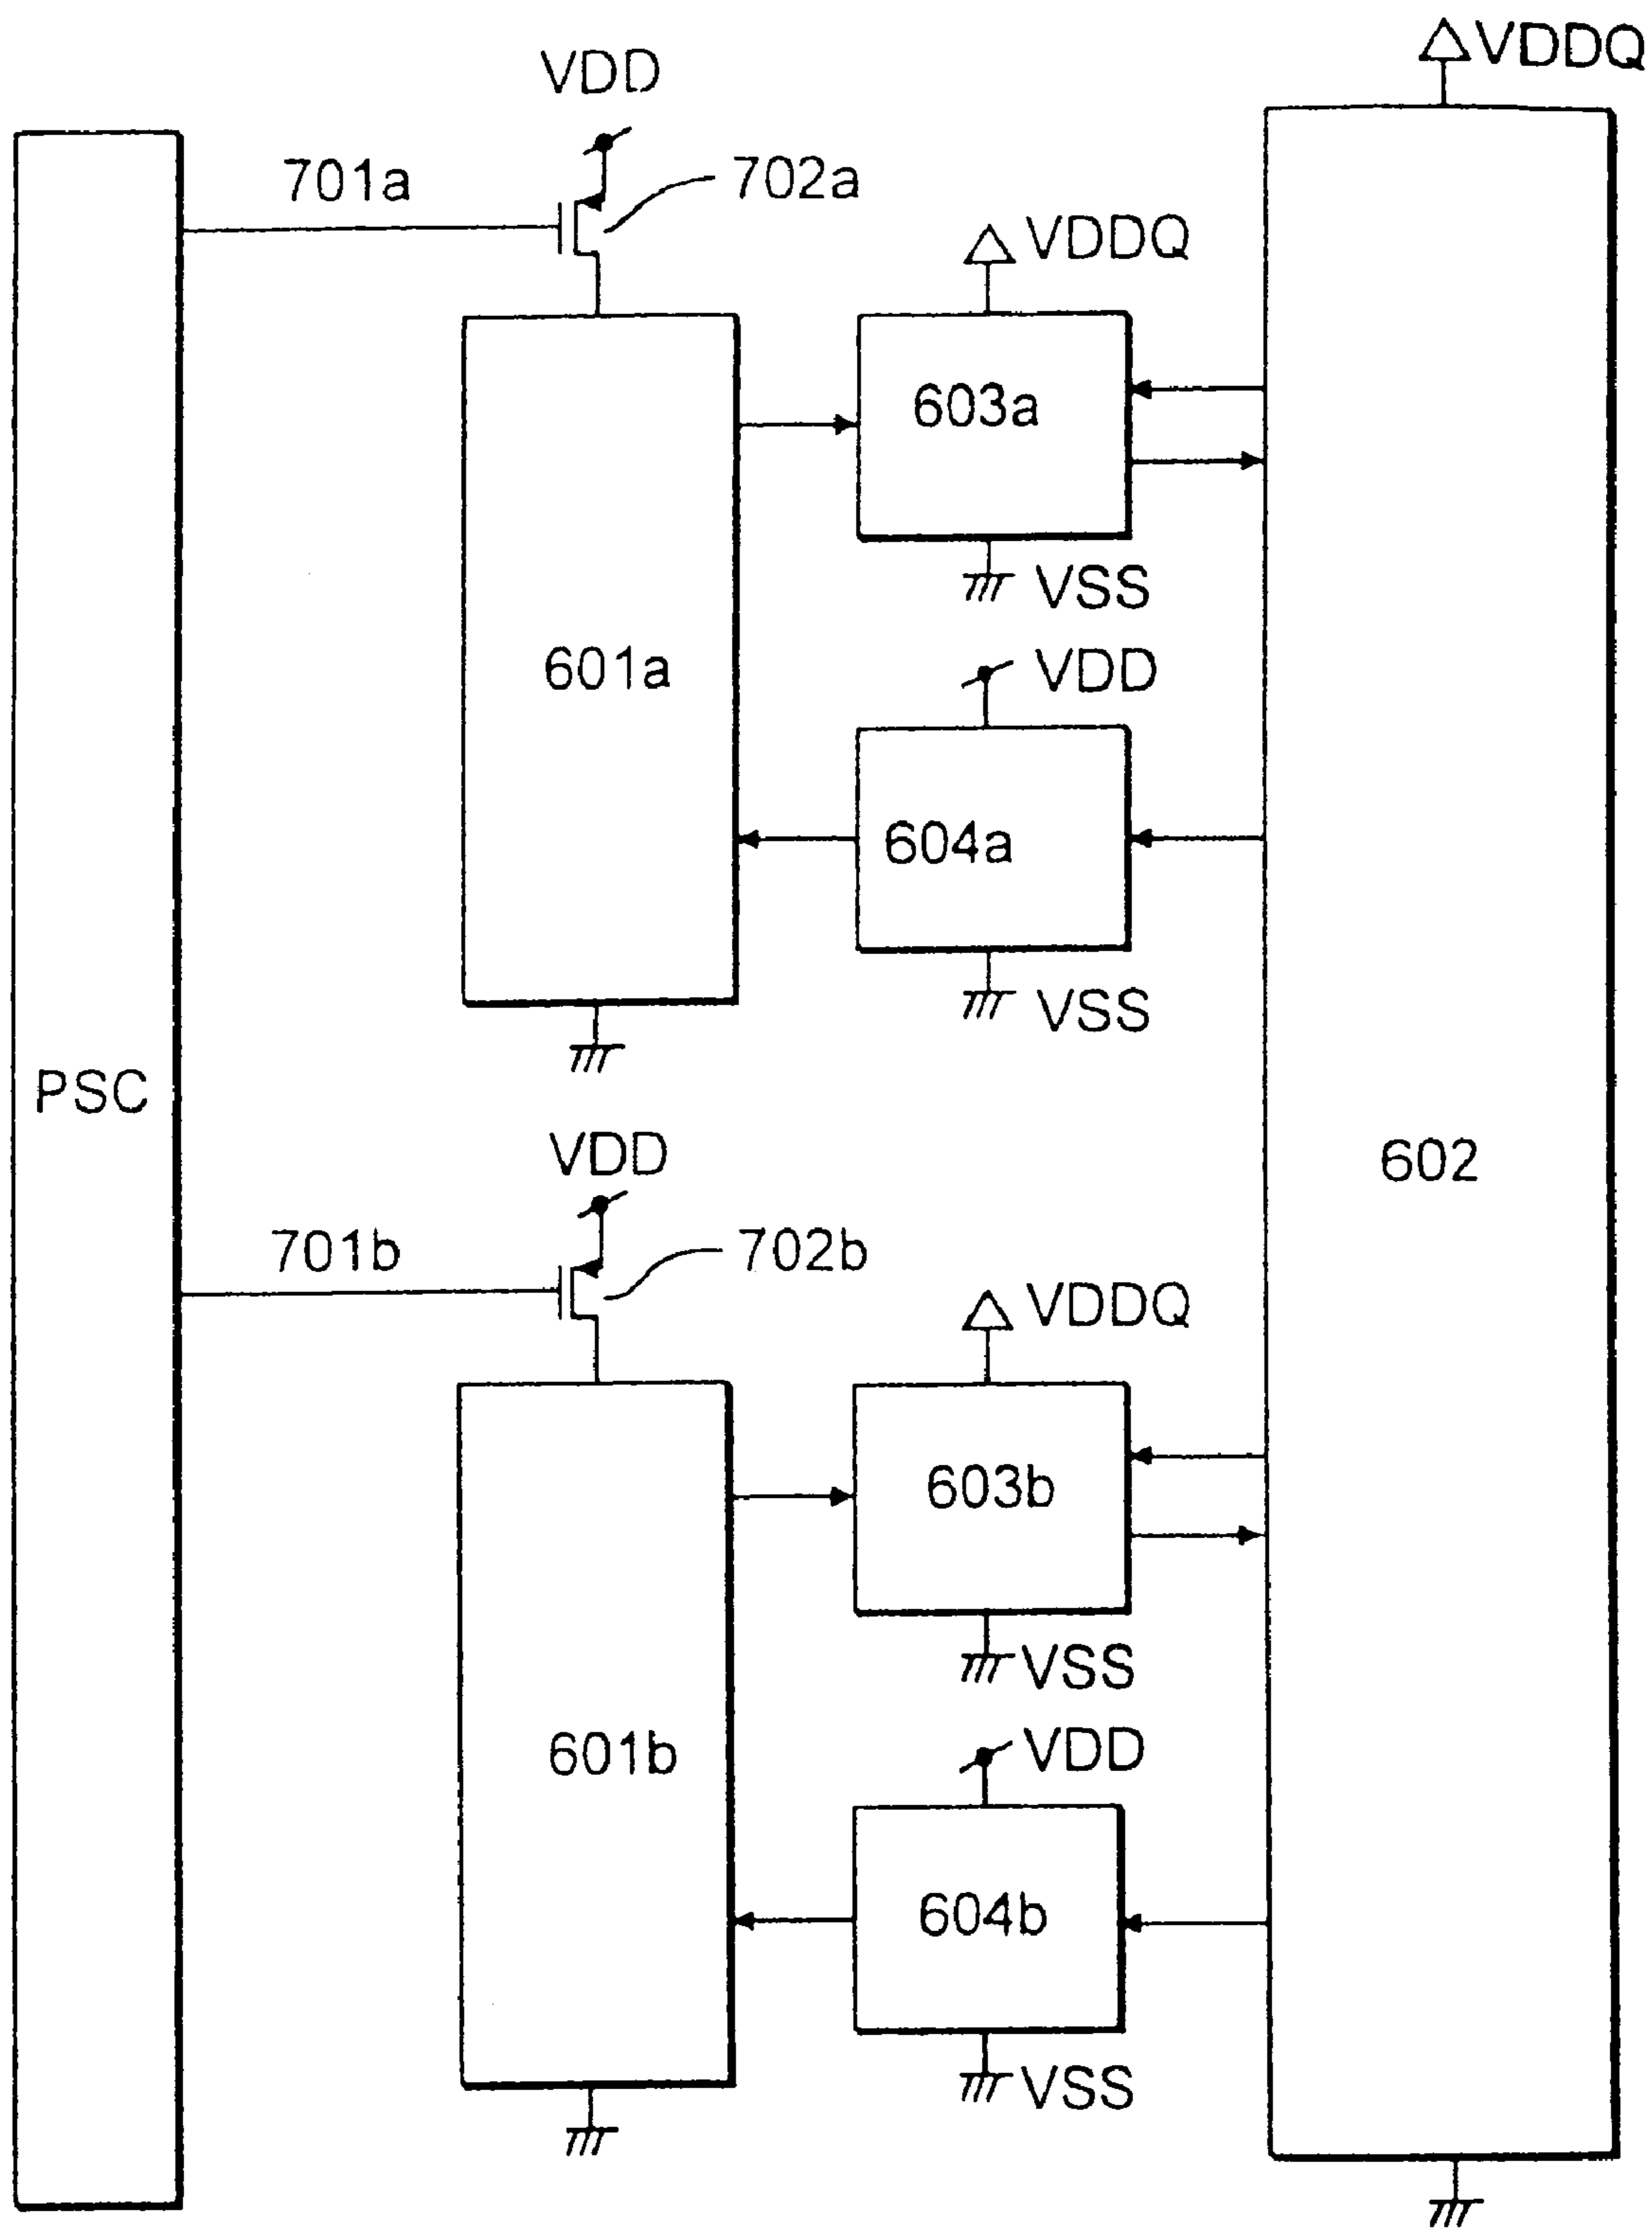 VDDQ
VDD
701a
702a
VDDQ
603a
VSS
601a
VDD
604a
VSS
PSC
VDD
602
701b
702b
VDDQ
603b
VSS
601b
VDD
604b
VSS